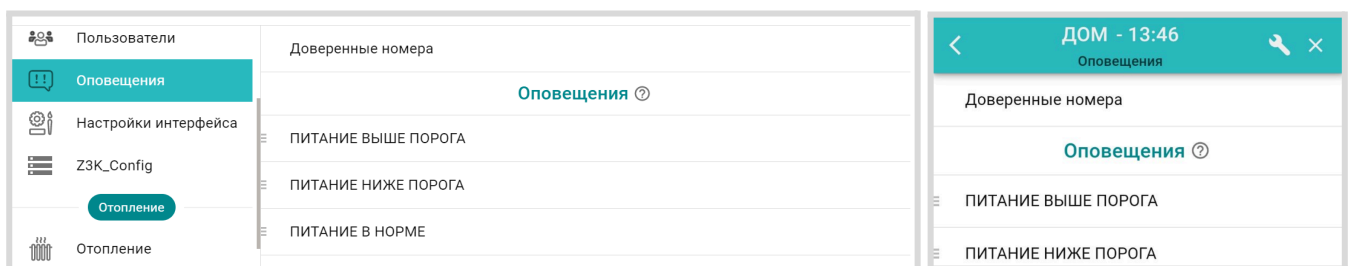 Пользователи
Оповещения
Настройки интерфейса
Z3K_Config
Отопление
Отопление
Доверенные номера
Оповещения ?
ПИТАНИЕ ВЫШЕ ПОРОГА
ПИТАНИЕ НИЖЕ ПОРОГА
ПИТАНИЕ В НОРМЕ
ДОМ - 13:46
Оповещения
Доверенные номера
Оповещения ?
ПИТАНИЕ ВЫШЕ ПОРОГА
ПИТАНИЕ НИЖЕ ПОРОГА